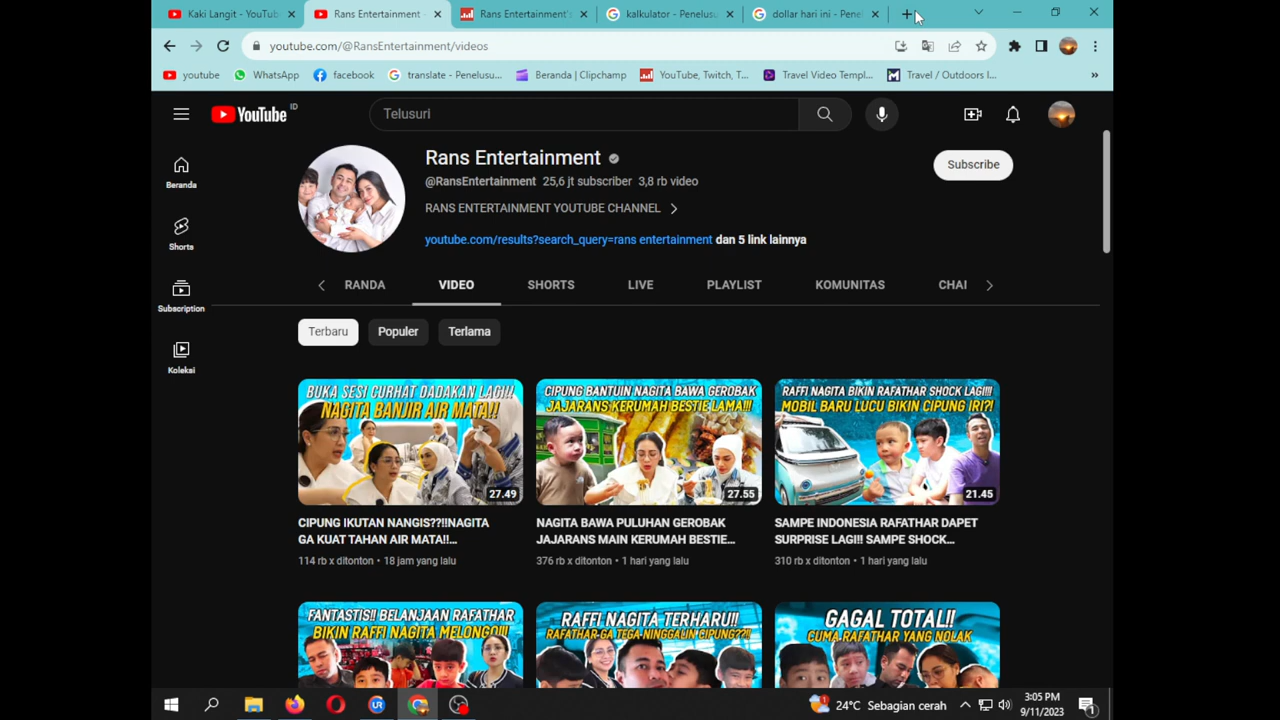 Kaki Langit - YouTub
Rans Entertainment -
Rans Entertainment's
kalkulator - Penelusu
dollar hari ini - Pene
youtube.com/@RansEntertainment/videos
youtube
WhatsApp
facebook
translate - Penelusu...
Beranda | Clipchamp
YouTube, Twitch, T...
Travel Video Templ...
Travel / Outdoors I...
»
YouTube ID
Telusuri
Beranda
Shorts
Subscription
Koleksi
Rans Entertainment
Subscribe
@RansEntertainment 25,6 jt subscriber 3,8 rb video
RANS ENTERTAINMENT YOUTUBE CHANNEL
youtube.com/results?search_query=rans entertainment dan 5 link lainnya
RANDA VIDEO SHORTS LIVE PLAYLIST KOMUNITAS CHAI
Terbaru Populer Terlama
BUKA SESI CURHAT DADAKAN LAGI!!
NAGITA BANJIR AIR MATA!!
27.49
CIPUNG IKUTAN NANGIS??!!NAGITA
GA KUAT TAHAN AIR MATA!!...
114 rb x ditonton • 18 jam yang lalu
CIPUNG BANTUIN NAGITA BAWA GEROBAK
JAJARANS KERUMAH BESTIE LAMA!!!
27.55
NAGITA BAWA PULUHAN GEROBAK
JAJARANS MAIN KERUMAH BESTIE...
376 rb x ditonton • 1 hari yang lalu
RAFFI NAGITA BIKIN RAFATHAR SHOCK LAGI!!!!
MOBIL BARU LUCU BIKIN CIPUNG IRI?!
21.45
SAMPE INDONESIA RAFATHAR DAPET
SURPRISE LAGI!! SAMPE SHOCK...
310 rb x ditonton • 1 hari yang lalu
FANTASTIS!! BELANJAAN RAFATHAR
BIKIN RAFFI NAGITA MELONGO!!!
RAFFI NAGITA TERHARU!!
RAFATHAR GA TEGA NINGGALIN CIPUNG??!!
GAGAL TOTAL!!
CUMA RAFATHAR YANG NOLAK
24°C Sebagian cerah
3:05 PM
9/11/2023
1